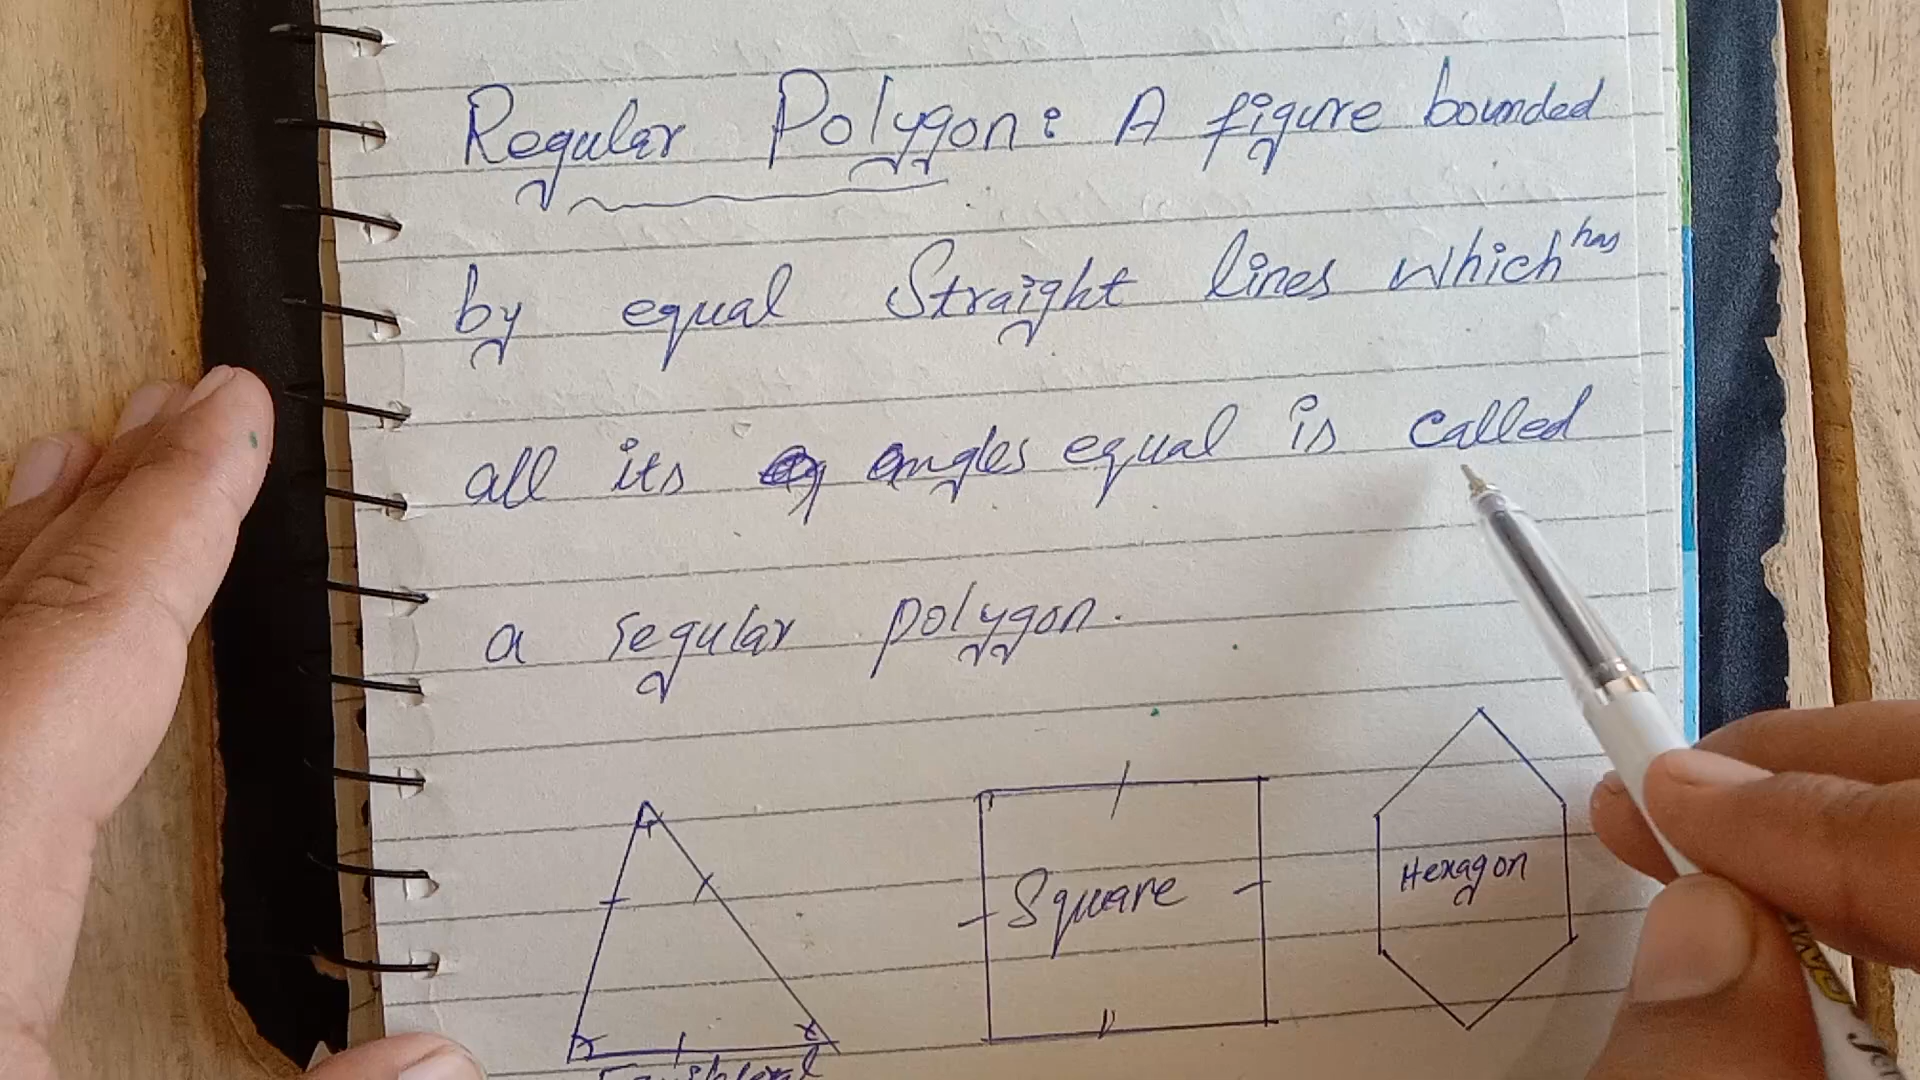 Regular Polygon: A figure bounded
by equal Straight lines which has
all its angles equal is called
a regular polygon.
Square
Hexagon
Equilateral